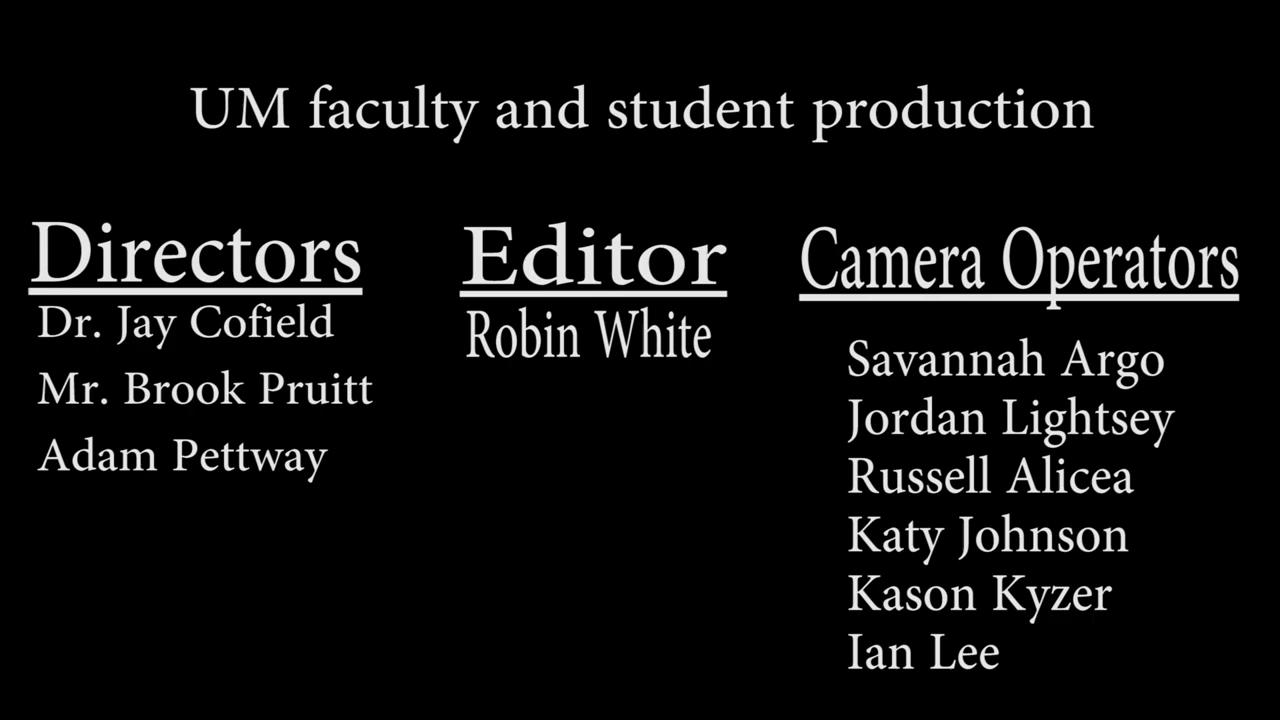 UM faculty and student production
Directors
Dr. Jay Cofield
Mr. Brook Pruitt
Adam Pettway
Editor
Robin White
Camera Operators
Savannah Argo
Jordan Lightsey
Russell Alicea
Katy Johnson
Kason Kyzer
Ian Lee